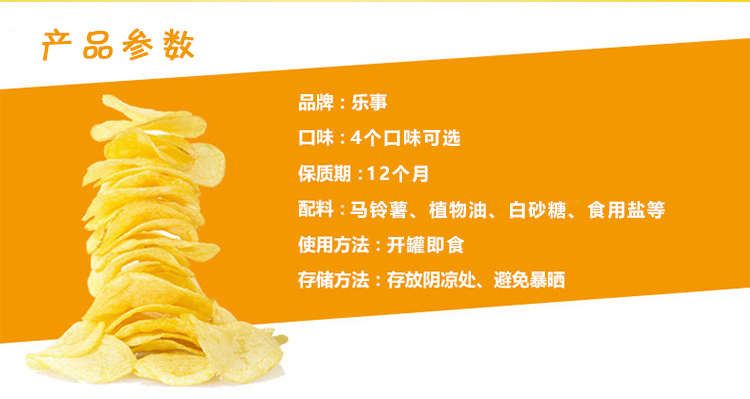 产品参数
品牌：乐事
口味：4个口味可选
保质期：12个月
配料：马铃薯、植物油、白砂糖、食用盐等
使用方法：开罐即食
存储方法：存放阴凉处、避免暴晒